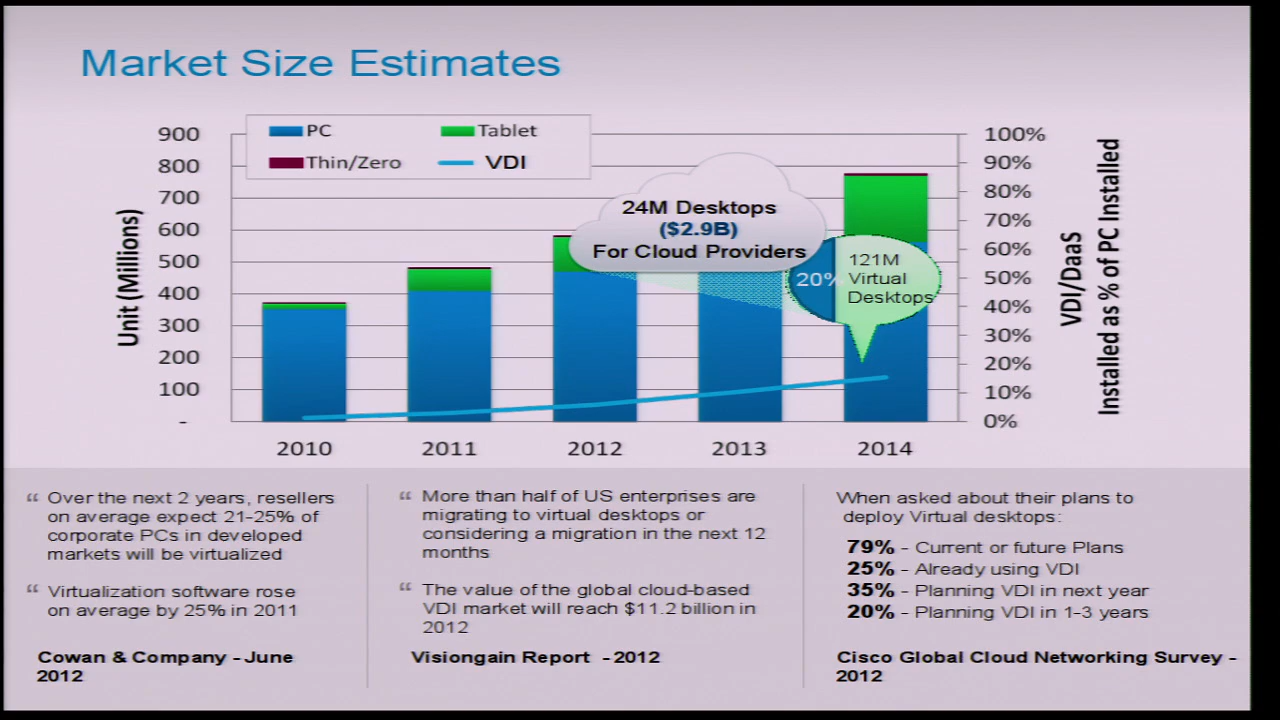 Market Size Estimates
PC
Tablet
Thin/Zero
VDI
900
800
700
600
500
400
300
200
100
-
Unit (Millions)
100%
90%
80%
70%
60%
50%
40%
30%
20%
10%
0%
VDI/DaaS
Installed as % of PC Installed
24M Desktops
($2.9B)
For Cloud Providers
20%
121M
Virtual
Desktops
2010
2011
2012
2013
2014
“ Over the next 2 years, resellers
on average expect 21-25% of
corporate PCs in developed
markets will be virtualized
“ Virtualization software rose
on average by 25% in 2011
Cowan & Company - June
2012
“ More than half of US enterprises are
migrating to virtual desktops or
considering a migration in the next 12
months
“ The value of the global cloud-based
VDI market will reach $11.2 billion in
2012
Visiongain Report - 2012
When asked about their plans to
deploy Virtual desktops:
79% - Current or future Plans
25% - Already using VDI
35% - Planning VDI in next year
20% - Planning VDI in 1-3 years
Cisco Global Cloud Networking Survey -
2012